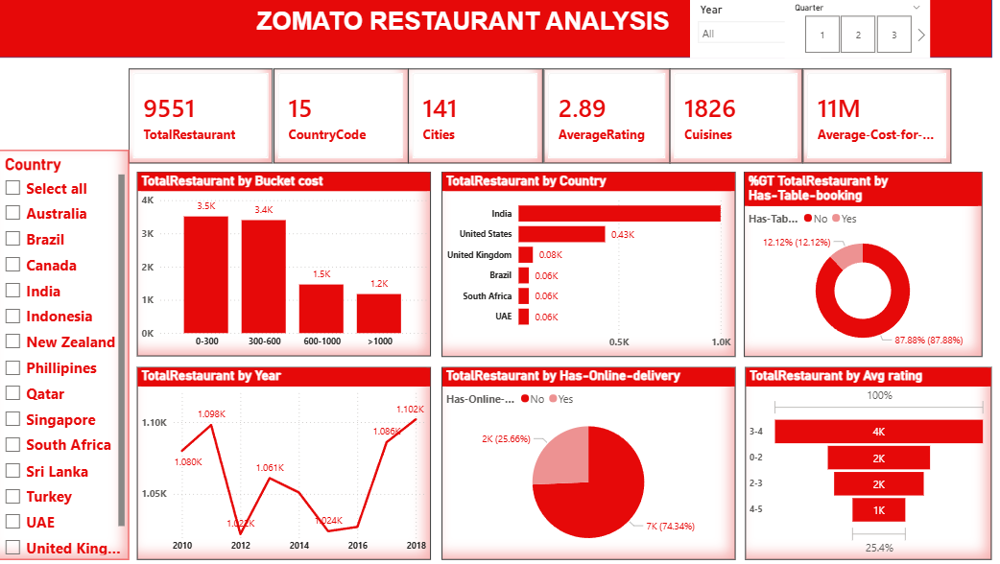 ZOMATO RESTAURANT ANALYSIS
Year
All
Quarter
1
2
3
9551
TotalRestaurant
15
CountryCode
141
Cities
2.89
AverageRating
1826
Cuisines
11M
Average-Cost-for-...
Country
Select all
Australia
Brazil
Canada
India
Indonesia
New Zealand
Phillipines
Qatar
Singapore
South Africa
Sri Lanka
Turkey
UAE
United King...
TotalRestaurant by Bucket cost
4K
3K
2K
1K
0K
3.5K
3.4K
1.5K
1.2K
0-300
300-600
600-1000
>1000
TotalRestaurant by Country
India
United States
0.43K
United Kingdom
0.08K
Brazil
0.06K
South Africa
0.06K
UAE
0.06K
0.5K
1.0K
%GT TotalRestaurant by
Has-Table-booking
Has-Tab...
No
Yes
12.12% (12.12%)
87.88% (87.88%)
TotalRestaurant by Year
1.10K
1.05K
1.080K
1.098K
1.022K
1.061K
1.024K
1.086K
1.102K
2010
2012
2014
2016
2018
TotalRestaurant by Has-Online-delivery
Has-Online-...
No
Yes
2K (25.66%)
7K (74.34%)
TotalRestaurant by Avg rating
100%
3-4
4K
0-2
2K
2-3
2K
4-5
1K
25.4%